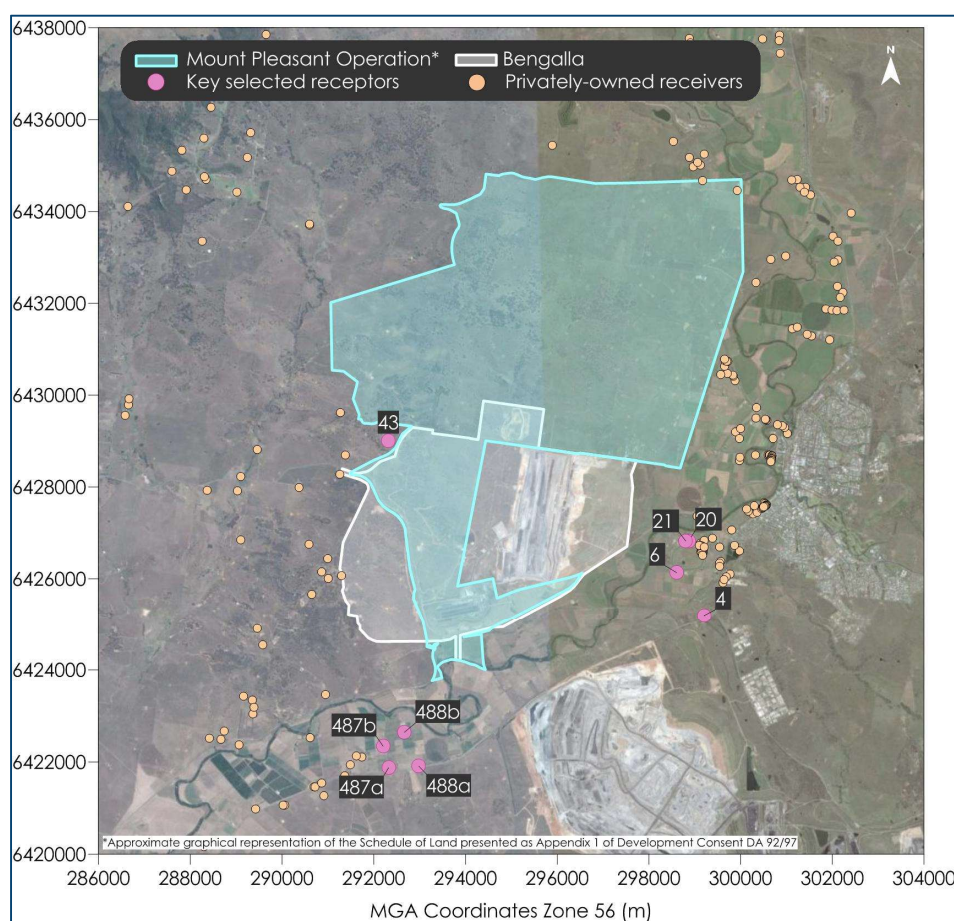 6438000
Mount Pleasant Operation*
Bengalla
Key selected receptors
Privately-owned receivers
N
6436000
6434000
6432000
6430000
43
6428000
21
20
6
6426000
4
6424000
487b
488b
6422000
487a
488a
*Approximate graphical representation of the Schedule of Land presented as Appendix 1 of Development Consent DA 92/97
6420000
286000 288000 290000 292000 294000 296000 298000 300000 302000 304000
MGA Coordinates Zone 56 (m)